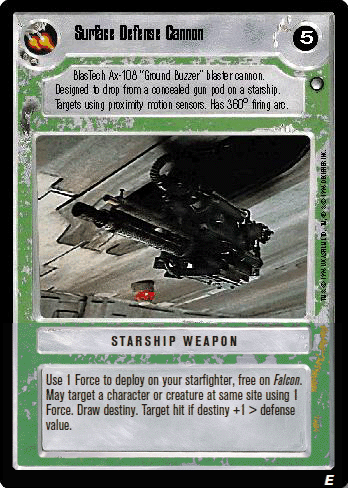 Surface Defense Cannon
5
BlasTech Ax-108 "Ground Buzzer" blaster cannon.
Designed to drop from a concealed gun pod on a starship.
Targets using proximity motion sensors. Has 360° firing arc.
STARSHIP WEAPON
Use 1 Force to deploy on your starfighter, free on Falcon.
May target a character or creature at same site using 1
Force. Draw destiny. Target hit if destiny +1 > defense
value.
E